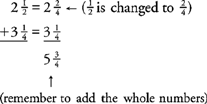 2 1/2 = 2 2/4 ← (1/2 is changed to 2/4)
+3 1/4 = 3 1/4
5 3/4
↑
(remember to add the whole numbers)